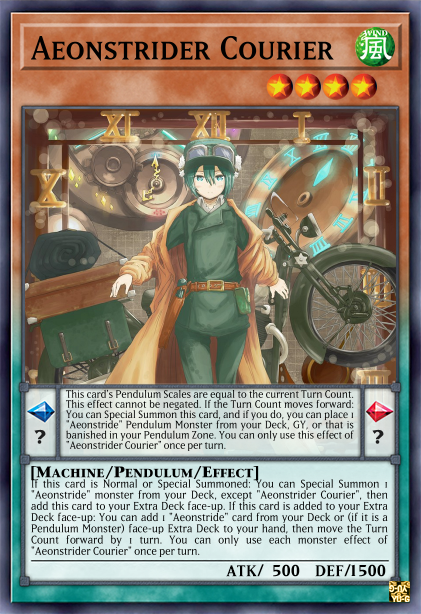 Aeonstrider Courier
WIND
風
XI XII I
X II
III
This card's Pendulum Scales are equal to the current Turn Count.
This effect cannot be negated. If the Turn Count moves forward:
You can Special Summon this card, and if you do, you can place 1
"Aeonstride" Pendulum Monster from your Deck, GY, or that is
banished in your Pendulum Zone. You can only use this effect of
"Aeonstrider Courier" once per turn.
? ?
[Machine/Pendulum/Effect]
If this card is Normal or Special Summoned: You can Special Summon 1
"Aeonstride" monster from your Deck, except "Aeonstrider Courier", then
add this card to your Extra Deck face-up. If this card is added to your Extra
Deck face-up: You can add 1 "Aeonstride" card from your Deck or (if it is a
Pendulum Monster) face-up Extra Deck to your hand, then move the Turn
Count forward by 1 turn. You can only use each monster effect of
"Aeonstrider Courier" once per turn.
ATK/ 500 DEF/1500